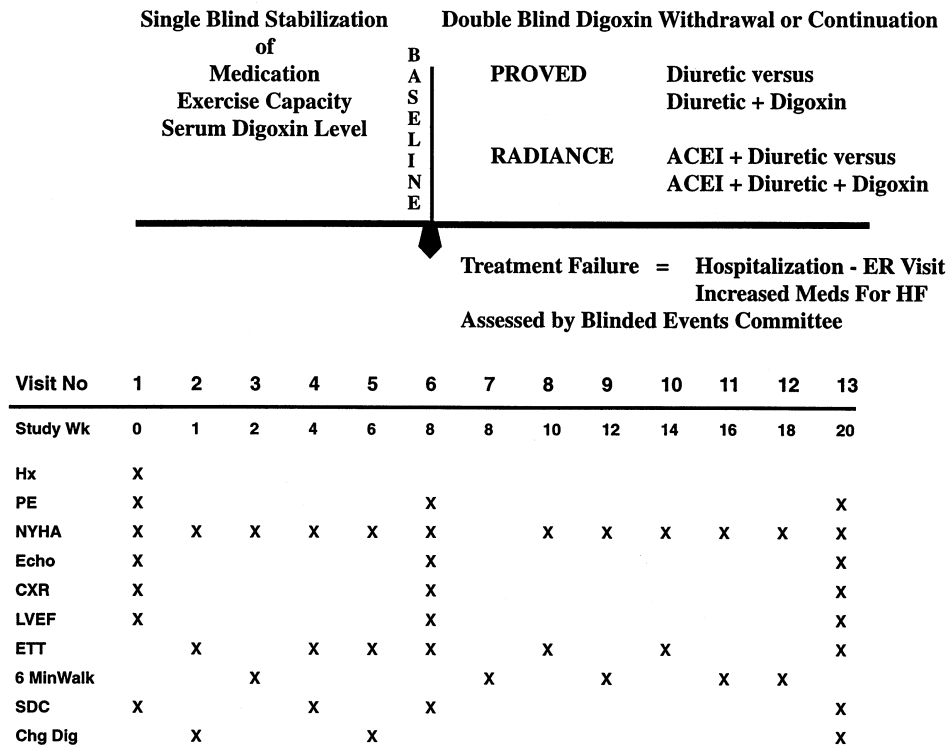 Single Blind Stabilization
of
Medication
Exercise Capacity
Serum Digoxin Level
BASELINE
Double Blind Digoxin Withdrawal or Continuation
PROVED Diuretic versus
Diuretic + Digoxin
RADIANCE ACEI + Diuretic versus
ACEI + Diuretic + Digoxin
Treatment Failure = Hospitalization - ER Visit
Increased Meds For HF
Assessed by Blinded Events Committee
Visit No 1 2 3 4 5 6 7 8 9 10 11 12 13
Study Wk 0 1 2 4 6 8 8 10 12 14 16 18 20
Hx X
PE X X X
NYHA X X X X X X X X X X X X
Echo X X X
CXR X X X
LVEF X X X
ETT X X X X X X X
6 MinWalk X X X X X
SDC X X X X
Chg Dig X X X